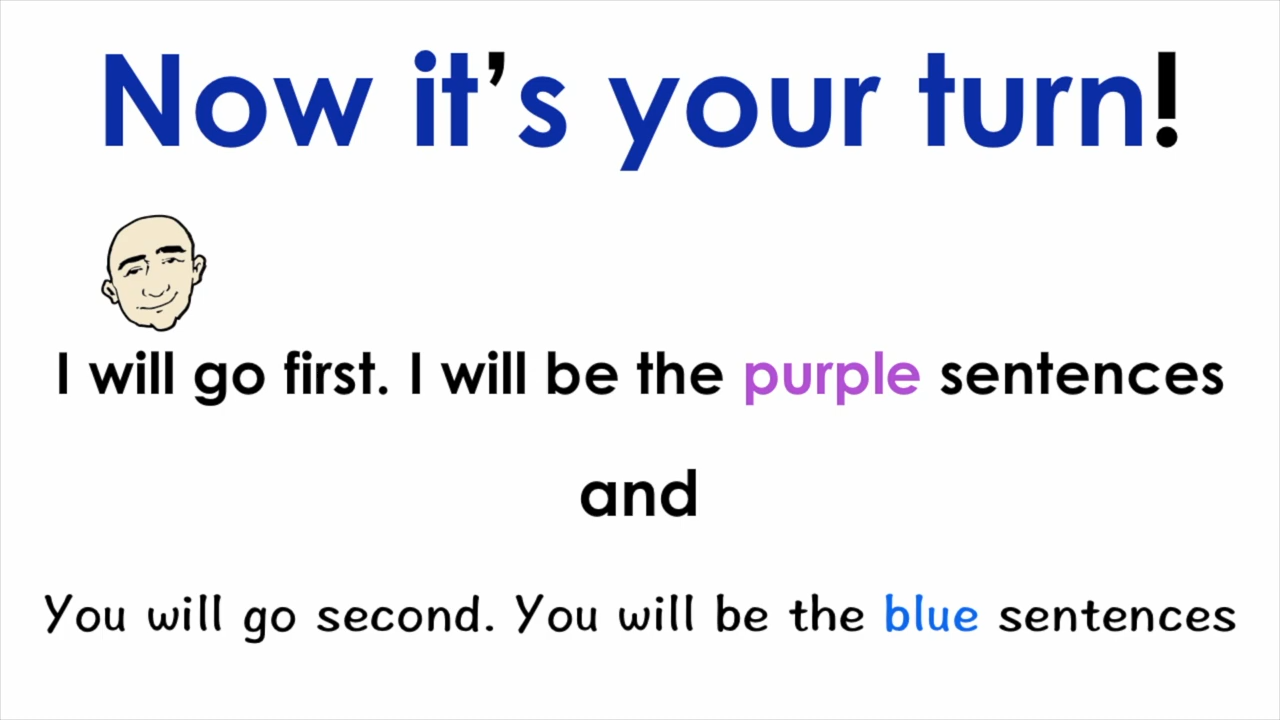 Now it’s your turn!
I will go first. I will be the purple sentences
and
You will go second. You will be the blue sentences